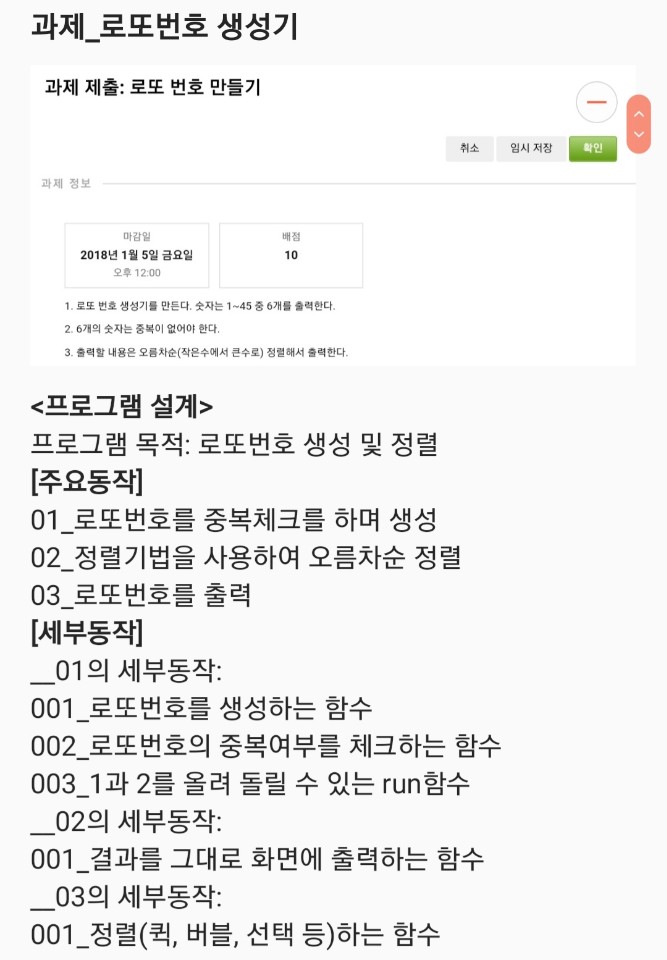 과제_로또번호 생성기
과제 제출: 로또 번호 만들기
취소 임시 저장 확인
과제 정보
마감일 배점
2018년 1월 5일 금요일 10
오후 12:00
1. 로또 번호 생성기를 만든다. 숫자는 1~45 중 6개를 출력한다.
2. 6개의 숫자는 중복이 없어야 한다.
3. 출력할 내용은 오름차순(작은수에서 큰수로) 정렬해서 출력한다.
<프로그램 설계>
프로그램 목적: 로또번호 생성 및 정렬
[주요동작]
01_로또번호를 중복체크를 하며 생성
02_정렬기법을 사용하여 오름차순 정렬
03_로또번호를 출력
[세부동작]
__01의 세부동작:
001_로또번호를 생성하는 함수
002_로또번호의 중복여부를 체크하는 함수
003_1과 2를 올려 돌릴 수 있는 run함수
__02의 세부동작:
001_결과를 그대로 화면에 출력하는 함수
__03의 세부동작:
001_정렬(퀵, 버블, 선택 등)하는 함수